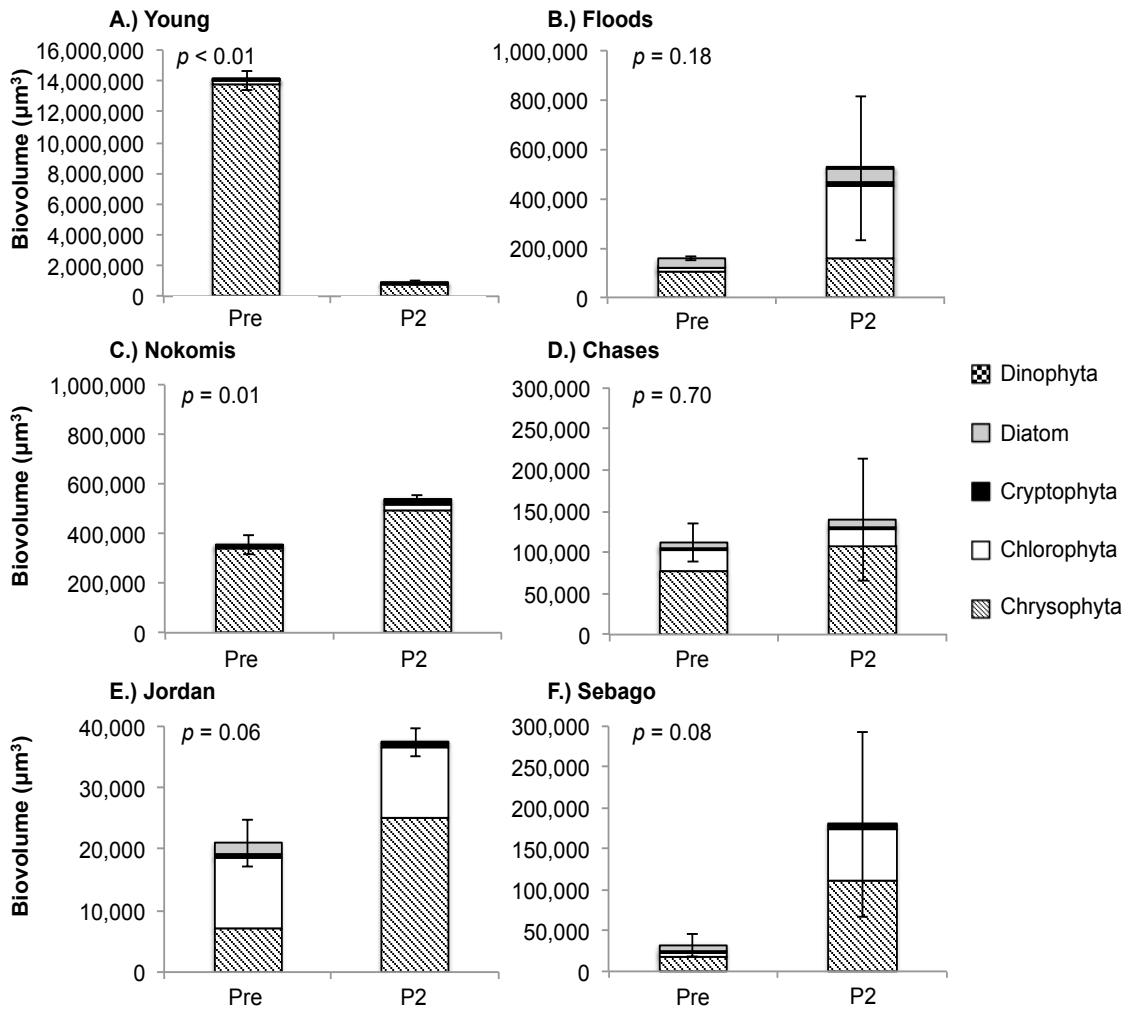 A.) Young
Biovolume (µm³)
16,000,000
14,000,000
12,000,000
10,000,000
8,000,000
6,000,000
4,000,000
2,000,000
0
p < 0.01
Pre
P2
B.) Floods
1,000,000
800,000
600,000
400,000
200,000
0
p = 0.18
Pre
P2
C.) Nokomis
Biovolume (µm³)
1,000,000
800,000
600,000
400,000
200,000
0
p = 0.01
Pre
P2
D.) Chases
300,000
250,000
200,000
150,000
100,000
50,000
0
p = 0.70
Pre
P2
Dinophyta
Diatom
Cryptophyta
Chlorophyta
Chrysophyta
E.) Jordan
Biovolume (µm³)
40,000
30,000
20,000
10,000
0
p = 0.06
Pre
P2
F.) Sebago
300,000
250,000
200,000
150,000
100,000
50,000
0
p = 0.08
Pre
P2